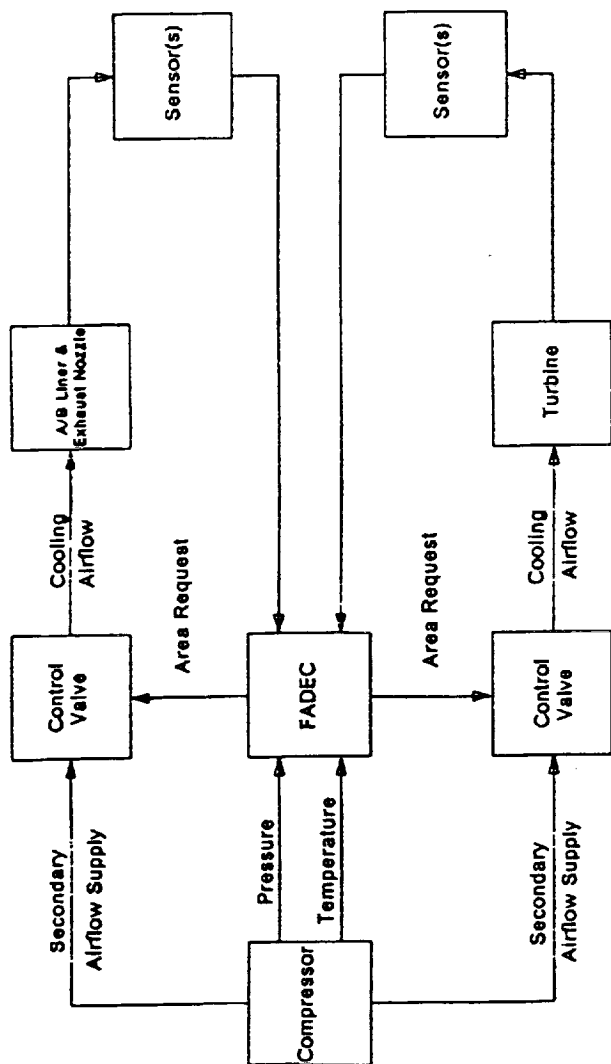 Sensor(s)
Sensor(s)
A/B Liner &
Exhaust Nozzle
Turbine
Cooling
Airflow
Cooling
Airflow
Area Request
Area Request
Control
Valve
FADEC
Control
Valve
Secondary
Airflow Supply
Pressure
Temperature
Secondary
Airflow Supply
Compressor